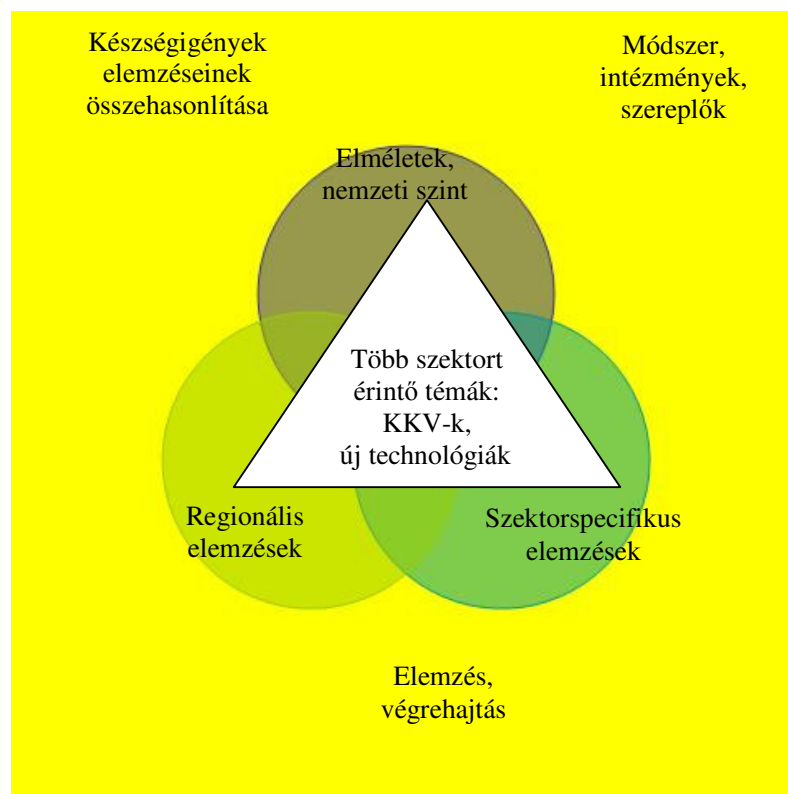 Készségigények
elemzéseinek
összehasonlítása
Módszer,
intézmények,
szereplők
Elméletek,
nemzeti szint
Több szektort
érintő témák:
KKV-k,
új technológiák
Regionális
elemzések
Szektorspecifikus
elemzések
Elemzés,
végrehajtás